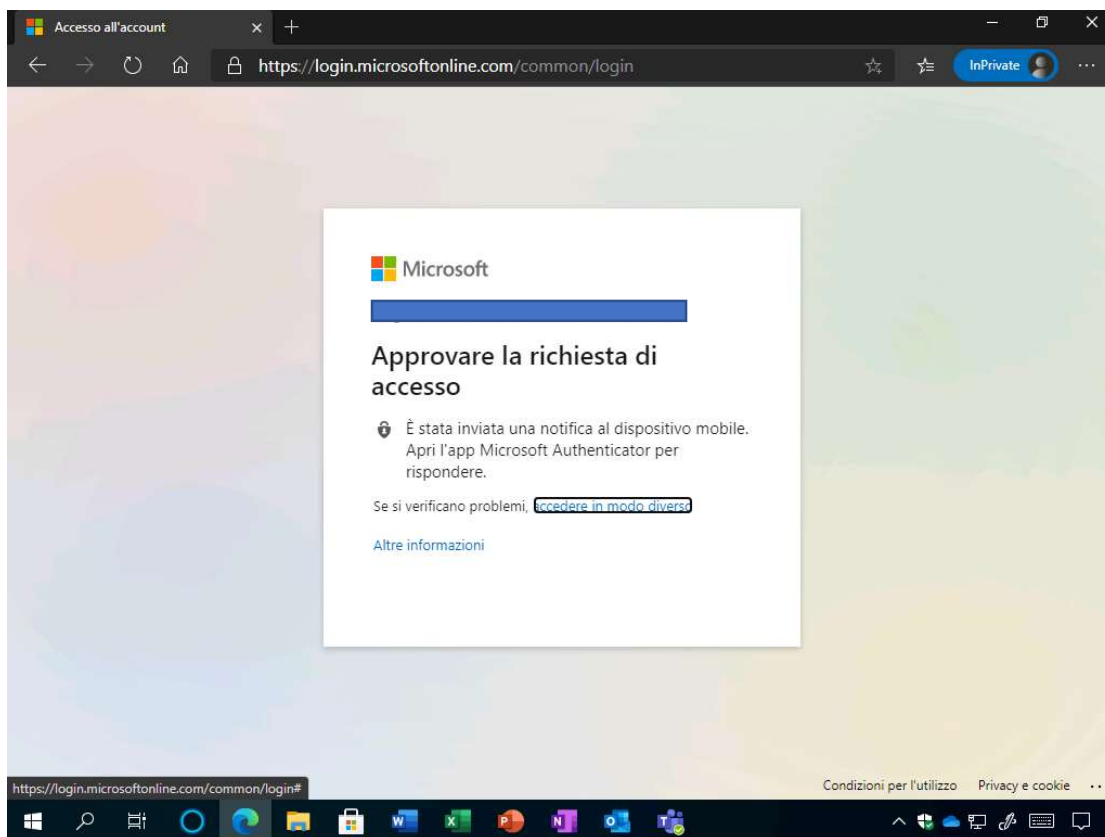 Accesso all'account
https://login.microsoftonline.com/common/login
InPrivate
Microsoft
Approvare la richiesta di
accesso
È stata inviata una notifica al dispositivo mobile.
Apri l'app Microsoft Authenticator per
rispondere.
Se si verificano problemi, accedere in modo diverso
Altre informazioni
https://login.microsoftonline.com/common/login#
Condizioni per l'utilizzo Privacy e cookie ..